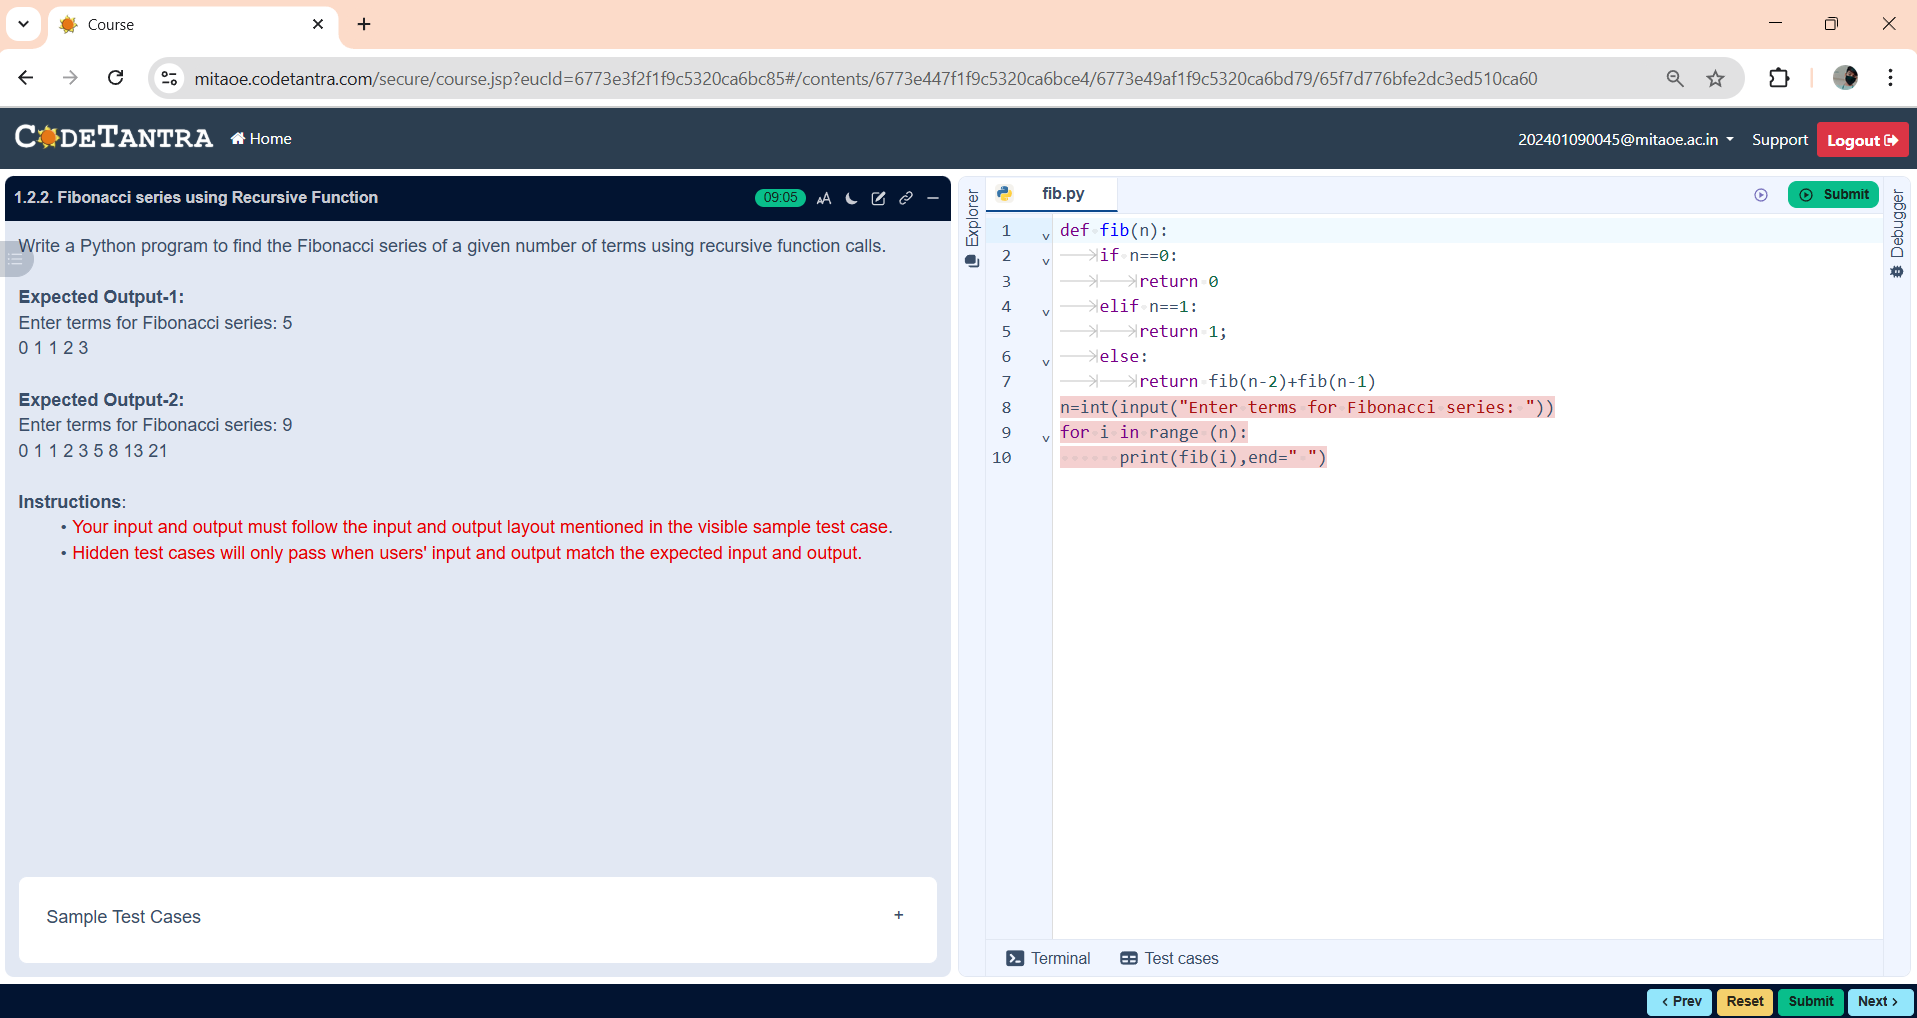 Course
mitaoe.codetantra.com/secure/course.jsp?eucId=6773e3f2f1f9c5320ca6bc85#/contents/6773e447f1f9c5320ca6bce4/6773e49af1f9c5320ca6bd79/65f7d776bfe2dc3ed510ca60
CODETANTRA
Home
202401090045@mitaoe.ac.in
Support
Logout
1.2.2. Fibonacci series using Recursive Function
09:05
Write a Python program to find the Fibonacci series of a given number of terms using recursive function calls.
Expected Output-1:
Enter terms for Fibonacci series: 5
0 1 1 2 3
Expected Output-2:
Enter terms for Fibonacci series: 9
0 1 1 2 3 5 8 13 21
Instructions:
• Your input and output must follow the input and output layout mentioned in the visible sample test case.
• Hidden test cases will only pass when users' input and output match the expected input and output.
Sample Test Cases
+
Explorer
fib.py
Submit
Debugger
1 def fib(n):
2 if n==0:
3 return 0
4 elif n==1:
5 return 1;
6 else:
7 return fib(n-2)+fib(n-1)
8 n=int(input("Enter terms for Fibonacci series: "))
9 for i in range (n):
10 print(fib(i),end=" ")
Terminal
Test cases
< Prev
Reset
Submit
Next >